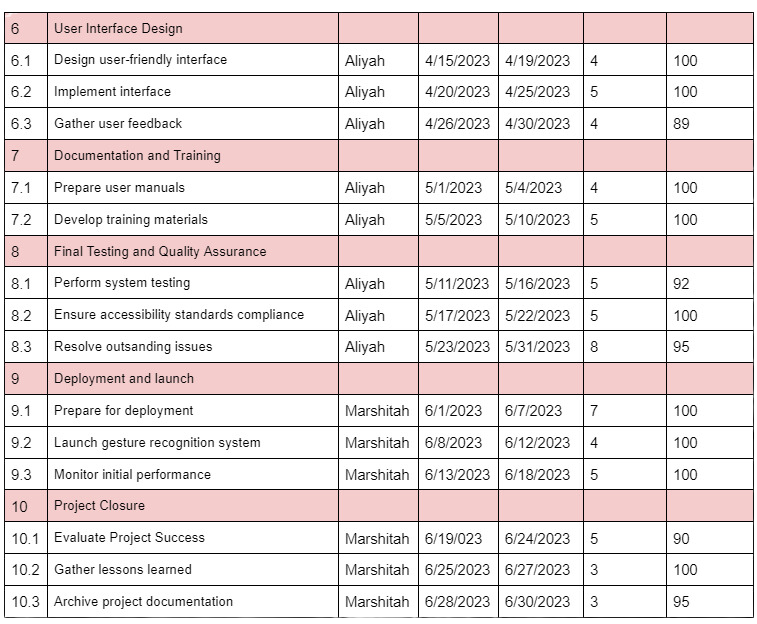 6 User Interface Design
6.1 Design user-friendly interface Aliyah 4/15/2023 4/19/2023 4 100
6.2 Implement interface Aliyah 4/20/2023 4/25/2023 5 100
6.3 Gather user feedback Aliyah 4/26/2023 4/30/2023 4 89
7 Documentation and Training
7.1 Prepare user manuals Aliyah 5/1/2023 5/4/2023 4 100
7.2 Develop training materials Aliyah 5/5/2023 5/10/2023 5 100
8 Final Testing and Quality Assurance
8.1 Perform system testing Aliyah 5/11/2023 5/16/2023 5 92
8.2 Ensure accessibility standards compliance Aliyah 5/17/2023 5/22/2023 5 100
8.3 Resolve outsanding issues Aliyah 5/23/2023 5/31/2023 8 95
9 Deployment and launch
9.1 Prepare for deployment Marshitah 6/1/2023 6/7/2023 7 100
9.2 Launch gesture recognition system Marshitah 6/8/2023 6/12/2023 4 100
9.3 Monitor initial performance Marshitah 6/13/2023 6/18/2023 5 100
10 Project Closure
10.1 Evaluate Project Success Marshitah 6/19/023 6/24/2023 5 90
10.2 Gather lessons learned Marshitah 6/25/2023 6/27/2023 3 100
10.3 Archive project documentation Marshitah 6/28/2023 6/30/2023 3 95